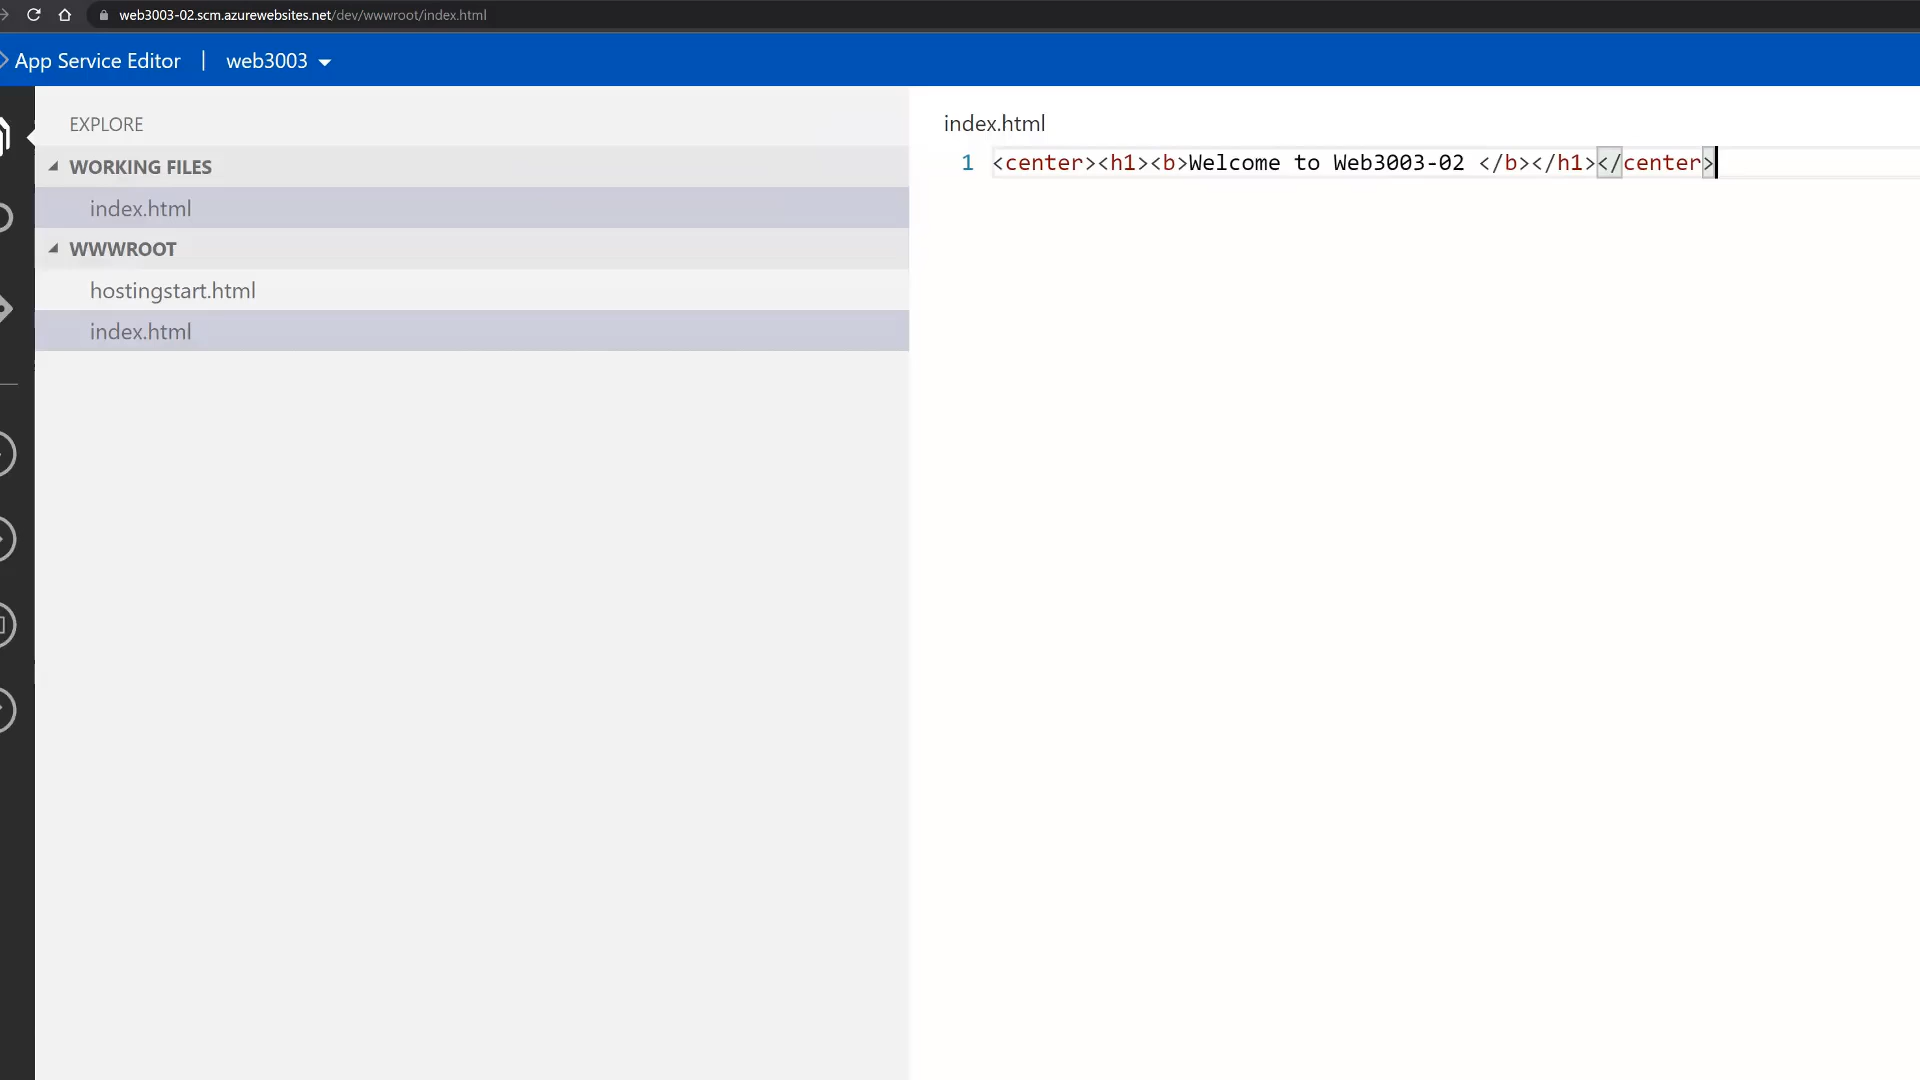 web3003-02.scm.azurewebsites.net/dev/wwwroot/index.html
App Service Editor | web3003
EXPLORE
WORKING FILES
index.html
WWWROOT
hostingstart.html
index.html
index.html
1 <center><h1><b>Welcome to Web3003-02 </b></h1></center>